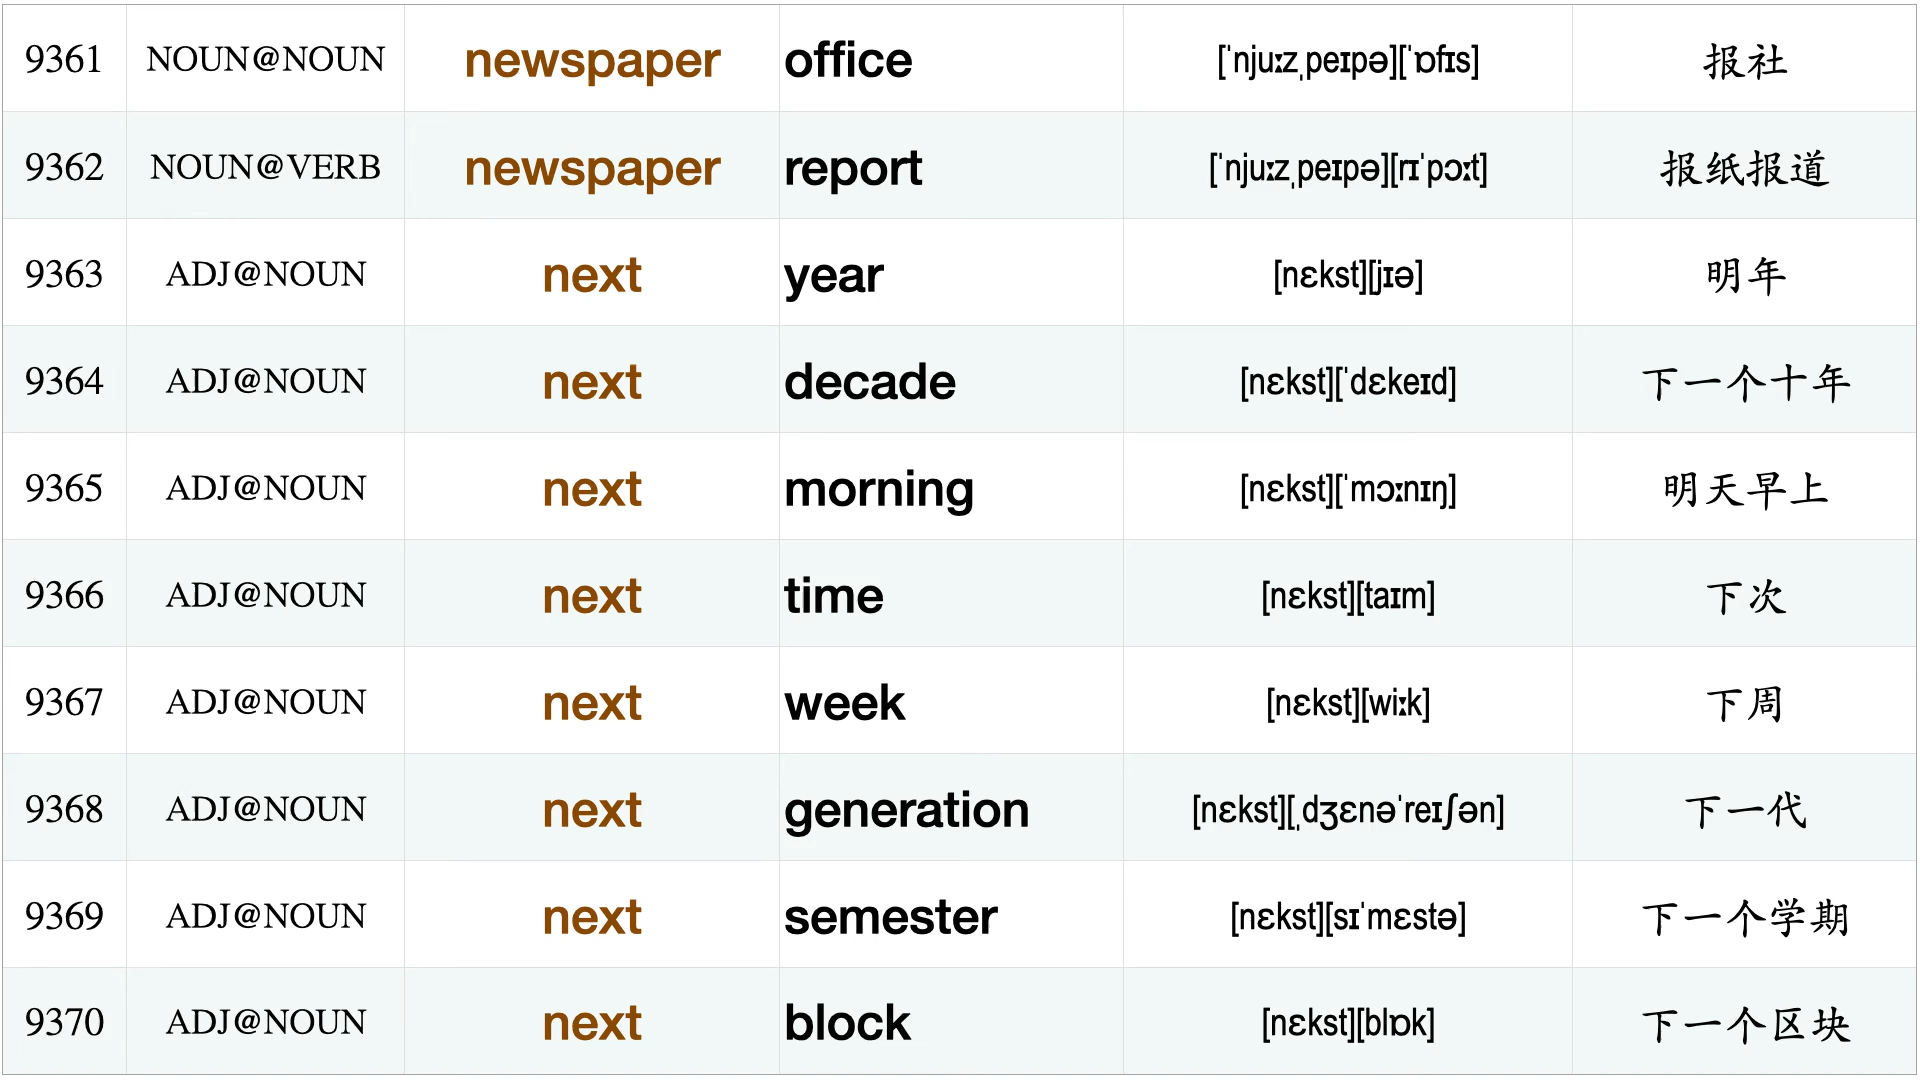 9361 NOUN@NOUN newspaper office [ˈnjuːzˌpeɪpə][ˈɒfɪs] 报社
9362 NOUN@VERB newspaper report [ˈnjuːzˌpeɪpə][rɪˈpɔːt] 报纸报道
9363 ADJ@NOUN next year [nɛkst][jɪə] 明年
9364 ADJ@NOUN next decade [nɛkst][ˈdɛkeɪd] 下一个十年
9365 ADJ@NOUN next morning [nɛkst][ˈmɔːnɪŋ] 明天早上
9366 ADJ@NOUN next time [nɛkst][taɪm] 下次
9367 ADJ@NOUN next week [nɛkst][wiːk] 下周
9368 ADJ@NOUN next generation [nɛkst][ˌdʒɛnəˈreɪʃən] 下一代
9369 ADJ@NOUN next semester [nɛkst][sɪˈmɛstə] 下一个学期
9370 ADJ@NOUN next block [nɛkst][blɒk] 下一个区块